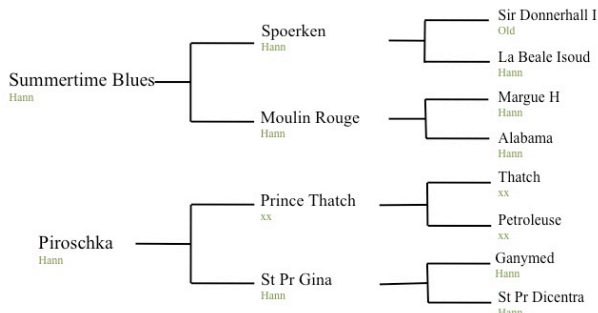 Sir Donnerhall I
Old
Spoerken
Hann
La Beale Isoud
Hann
Summertime Blues
Hann
Margue H
Hann
Moulin Rouge
Hann
Alabama
Hann
Thatch
xx
Prince Thatch
xx
Petroleuse
xx
Piroschka
Hann
Ganymed
Hann
St Pr Gina
Hann
St Pr Dicentra
Hann